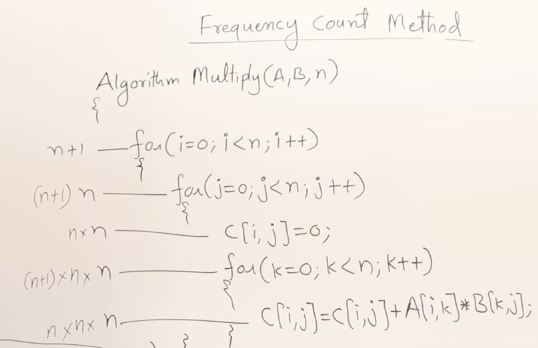 Frequency Count Method
Algorithm Multiply(A,B,n)
{
n+1 for(i=0; i<n; i++)
{
(n+1) n for(j=0; j<n; j++)
{
n×n C[i,j]=0;
(n+1)×n×n for(k=0; k<n; k++)
{
n×n×n C[i,j]=C[i,j]+A[i,k]*B[k,j];
} } }